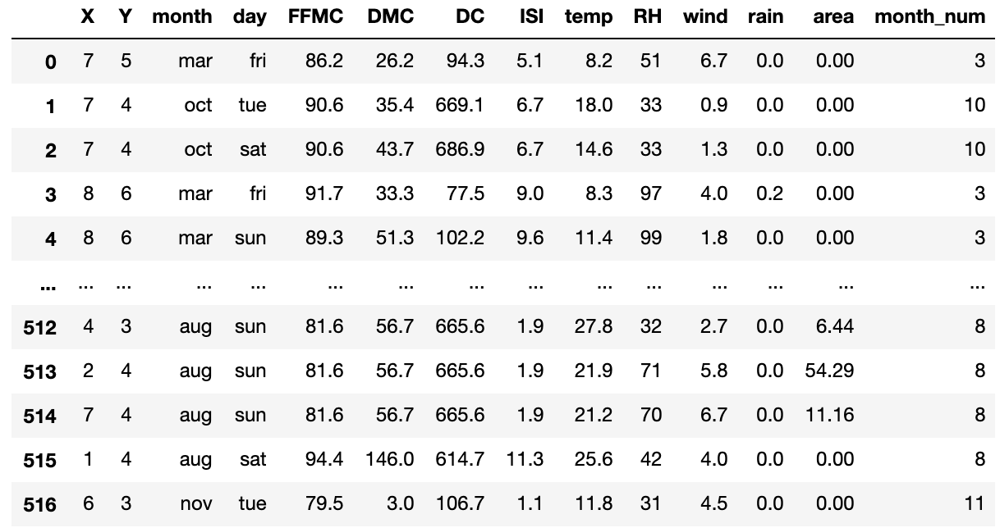 X Y month day FFMC DMC DC ISI temp RH wind rain area month_num
0 7 5 mar fri 86.2 26.2 94.3 5.1 8.2 51 6.7 0.0 0.00 3
1 7 4 oct tue 90.6 35.4 669.1 6.7 18.0 33 0.9 0.0 0.00 10
2 7 4 oct sat 90.6 43.7 686.9 6.7 14.6 33 1.3 0.0 0.00 10
3 8 6 mar fri 91.7 33.3 77.5 9.0 8.3 97 4.0 0.2 0.00 3
4 8 6 mar sun 89.3 51.3 102.2 9.6 11.4 99 1.8 0.0 0.00 3
... ... ... ... ... ... ... ... ... ... ... ... ... ... ...
512 4 3 aug sun 81.6 56.7 665.6 1.9 27.8 32 2.7 0.0 6.44 8
513 2 4 aug sun 81.6 56.7 665.6 1.9 21.9 71 5.8 0.0 54.29 8
514 7 4 aug sun 81.6 56.7 665.6 1.9 21.2 70 6.7 0.0 11.16 8
515 1 4 aug sat 94.4 146.0 614.7 11.3 25.6 42 4.0 0.0 0.00 8
516 6 3 nov tue 79.5 3.0 106.7 1.1 11.8 31 4.5 0.0 0.00 11